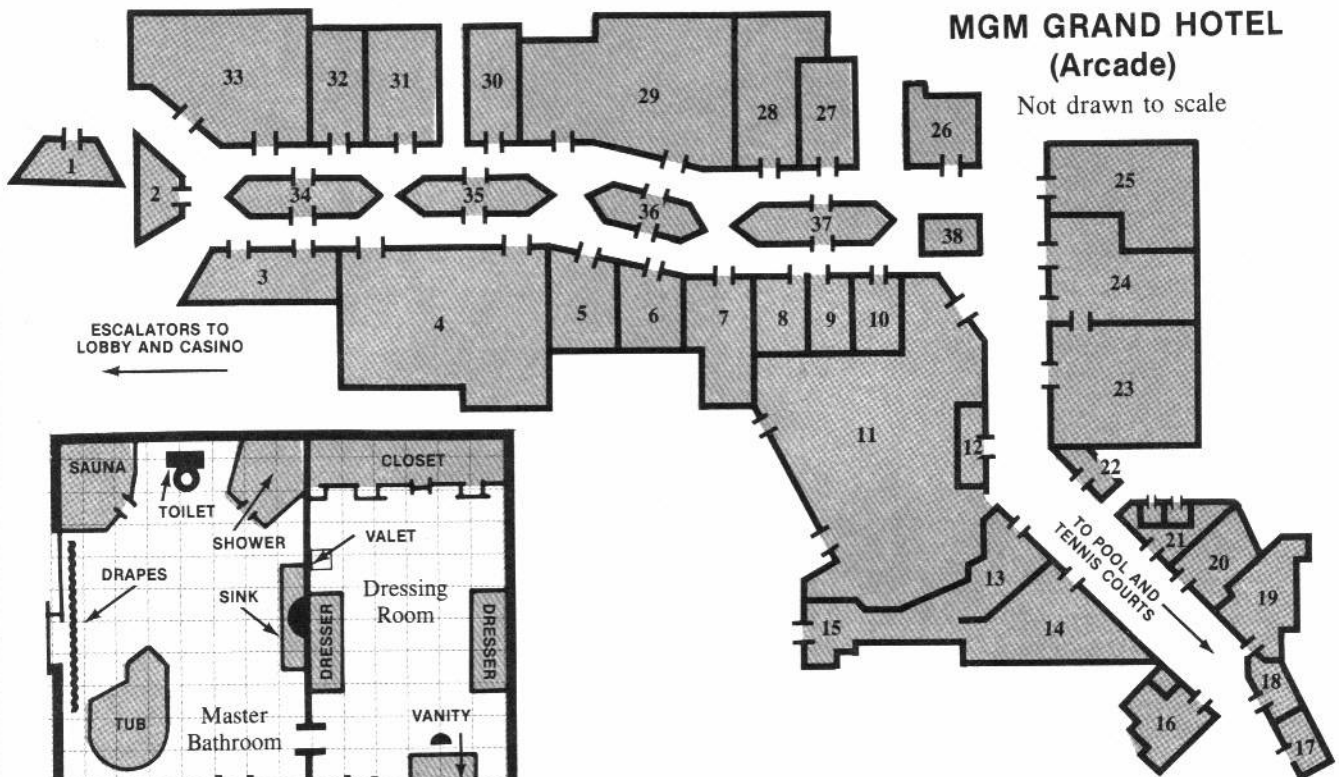 MGM GRAND HOTEL
(Arcade)
Not drawn to scale
33
32
31
30
29
28
27
26
25
1
2
34
35
36
37
38
24
3
4
5
6
7
8
9
10
23
ESCALATORS TO
LOBBY AND CASINO
11
12
22
TO POOL AND
TENNIS COURTS
21
20
19
13
14
15
18
16
17
SAUNA
TOILET
SHOWER
CLOSET
VALET
DRAPES
SINK
Dressing
Room
DRESSER
DRESSER
TUB
Master
Bathroom
VANITY